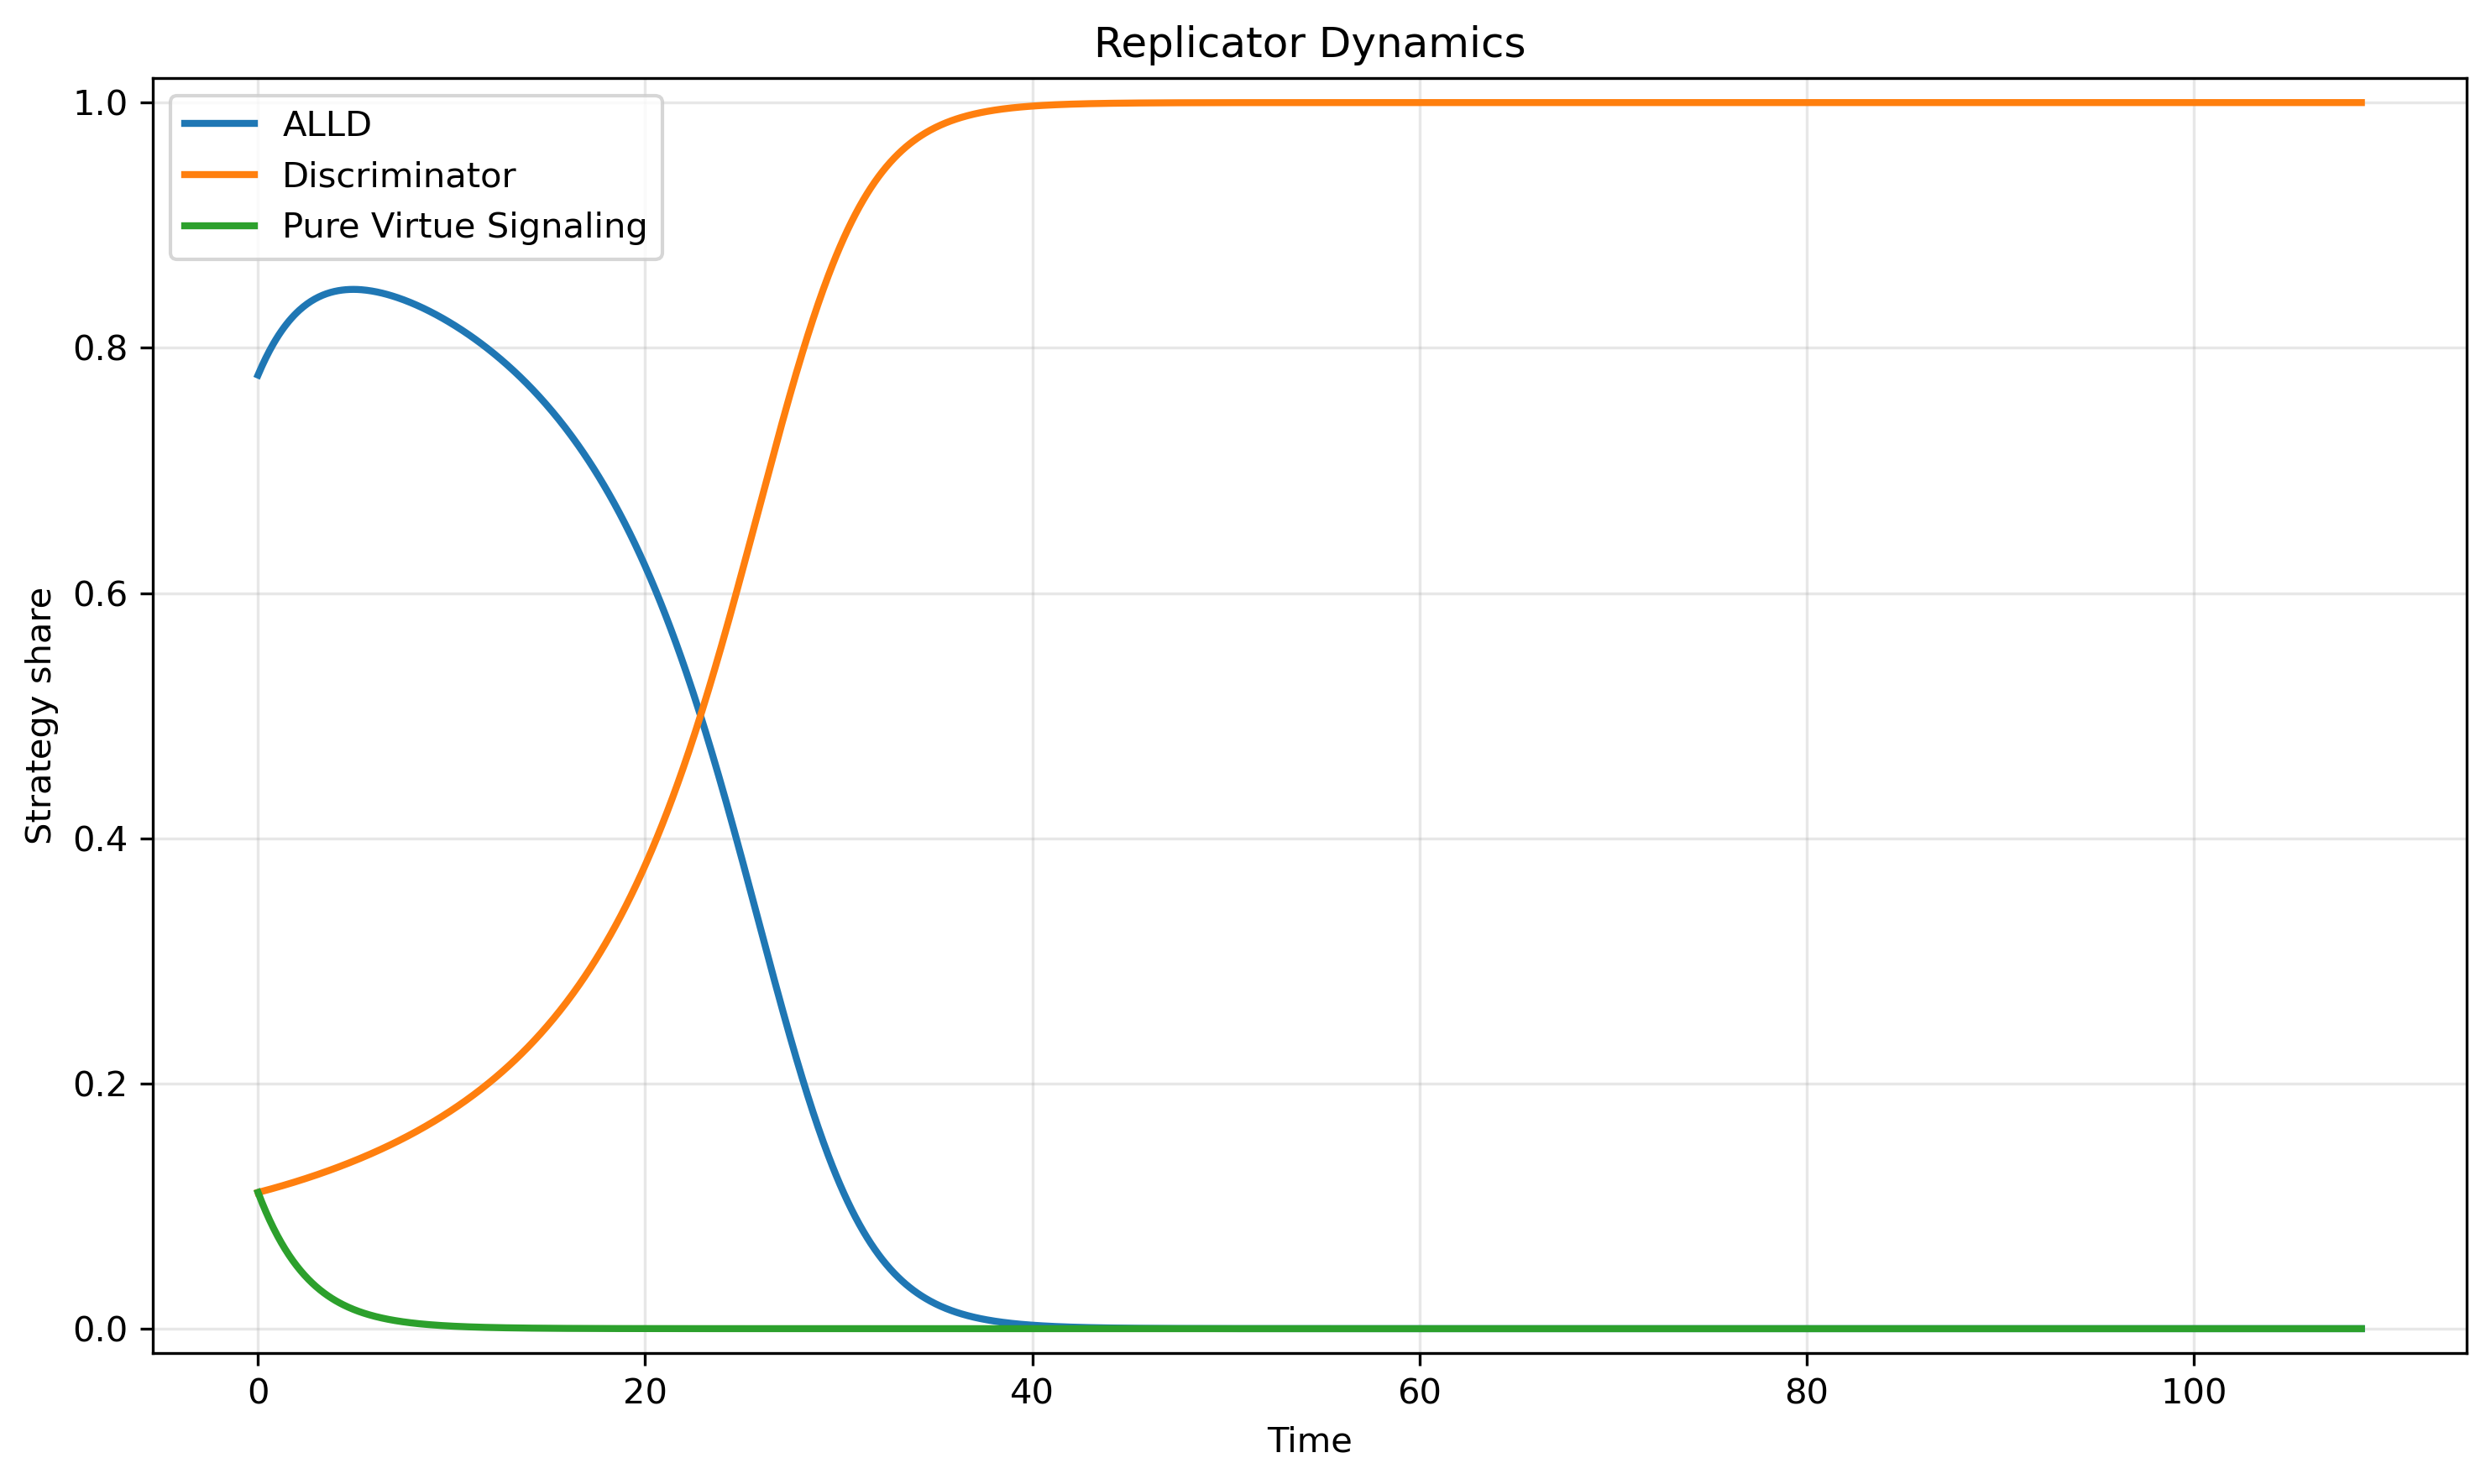 Replicator Dynamics
ALLD
Discriminator
Pure Virtue Signaling
Strategy share
1.0
0.8
0.6
0.4
0.2
0.0
0 20 40 60 80 100
Time